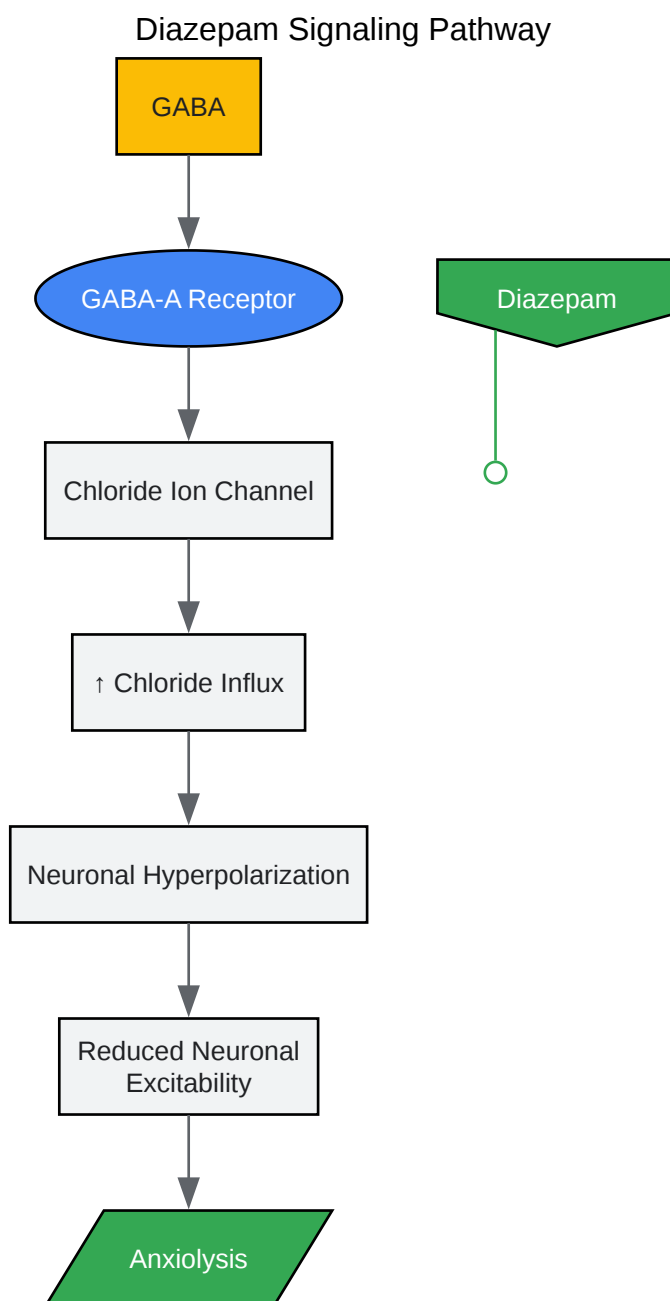 Diazepam Signaling Pathway
GABA
GABA-A Receptor
Diazepam
Chloride Ion Channel
↑ Chloride Influx
Neuronal Hyperpolarization
Reduced Neuronal
Excitability
Anxiolysis